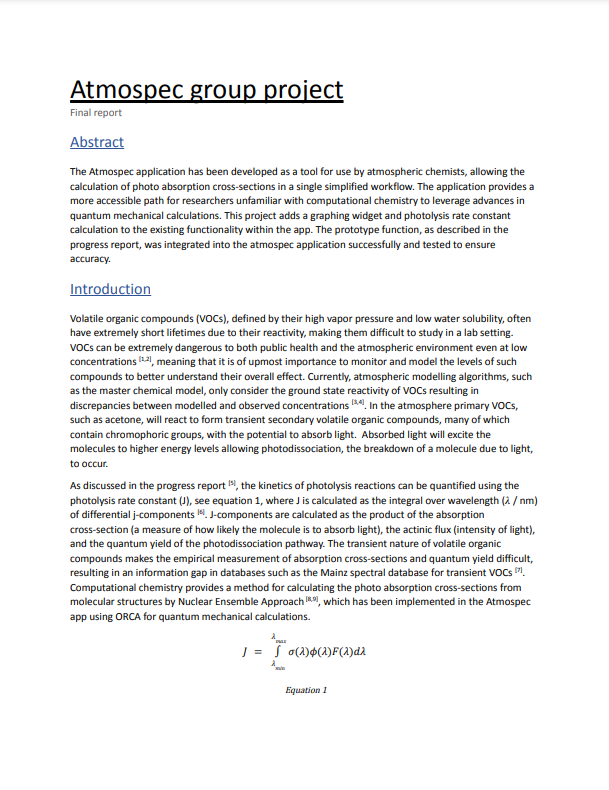 Atmospec group project
Final report
Abstract
The Atmospec application has been developed as a tool for use by atmospheric chemists, allowing the
calculation of photo absorption cross-sections in a single simplified workflow. The application provides a
more accessible path for researchers unfamiliar with computational chemistry to leverage advances in
quantum mechanical calculations. This project adds a graphing widget and photolysis rate constant
calculation to the existing functionality within the app. The prototype function, as described in the
progress report, was integrated into the atmospec application successfully and tested to ensure
accuracy.
Introduction
Volatile organic compounds (VOCs), defined by their high vapor pressure and low water solubility, often
have extremely short lifetimes due to their reactivity, making them difficult to study in a lab setting.
VOCs can be extremely dangerous to both public health and the atmospheric environment even at low
concentrations [1,2], meaning that it is of upmost importance to monitor and model the levels of such
compounds to better understand their overall effect. Currently, atmospheric modelling algorithms, such
as the master chemical model, only consider the ground state reactivity of VOCs resulting in
discrepancies between modelled and observed concentrations [3,4]. In the atmosphere primary VOCs,
such as acetone, will react to form transient secondary volatile organic compounds, many of which
contain chromophoric groups, with the potential to absorb light. Absorbed light will excite the
molecules to higher energy levels allowing photodissociation, the breakdown of a molecule due to light,
to occur.
As discussed in the progress report [5], the kinetics of photolysis reactions can be quantified using the
photolysis rate constant (J), see equation 1, where J is calculated as the integral over wavelength (λ / nm)
of differential j-components [6]. J-components are calculated as the product of the absorption
cross-section (a measure of how likely the molecule is to absorb light), the actinic flux (intensity of light),
and the quantum yield of the photodissociation pathway. The transient nature of volatile organic
compounds makes the empirical measurement of absorption cross-sections and quantum yield difficult,
resulting in an information gap in databases such as the Mainz spectral database for transient VOCs [7].
Computational chemistry provides a method for calculating the photo absorption cross-sections from
molecular structures by Nuclear Ensemble Approach [8,9], which has been implemented in the Atmospec
app using ORCA for quantum mechanical calculations.
J = ∫_{λ_min}^{λ_max} σ(λ)ϕ(λ)F(λ)dλ
Equation 1